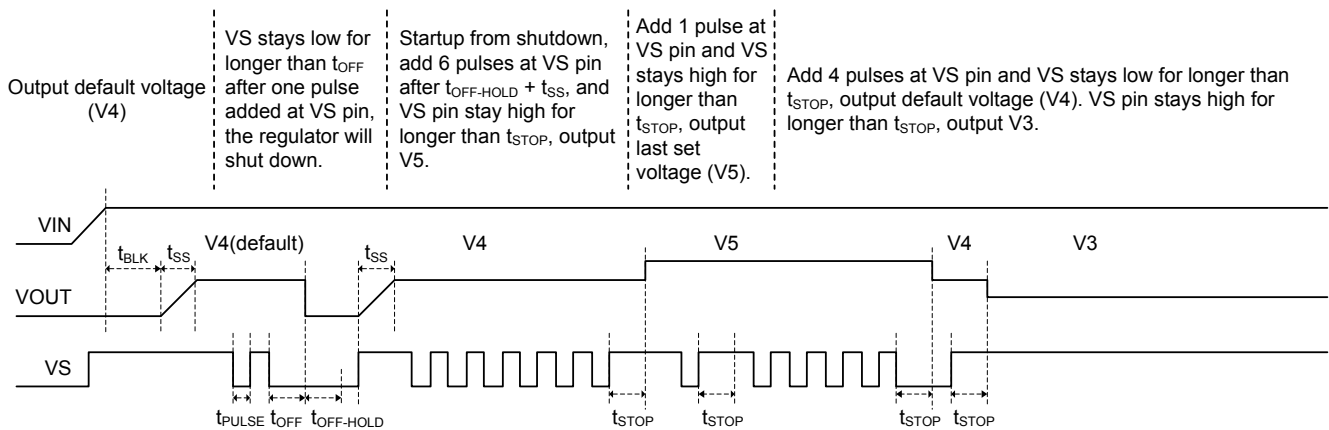 Output default voltage
(V4)
VS stays low for
longer than tOFF
after one pulse
added at VS pin,
the regulator will
shut down.
Startup from shutdown,
add 6 pulses at VS pin
after tOFF-HOLD + tSS, and
VS pin stay high for
longer than tSTOP, output
V5.
Add 1 pulse at
VS pin and VS
stays high for
longer than
tSTOP, output
last set
voltage (V5).
Add 4 pulses at VS pin and VS stays low for longer than
tSTOP, output default voltage (V4). VS pin stays high for
longer than tSTOP, output V3.
VIN
tBLK
tSS
V4(default)
tSS
V4
V5
V4
V3
VOUT
VS
tPULSE
tOFF
tOFF-HOLD
tSTOP
tSTOP
tSTOP
tSTOP